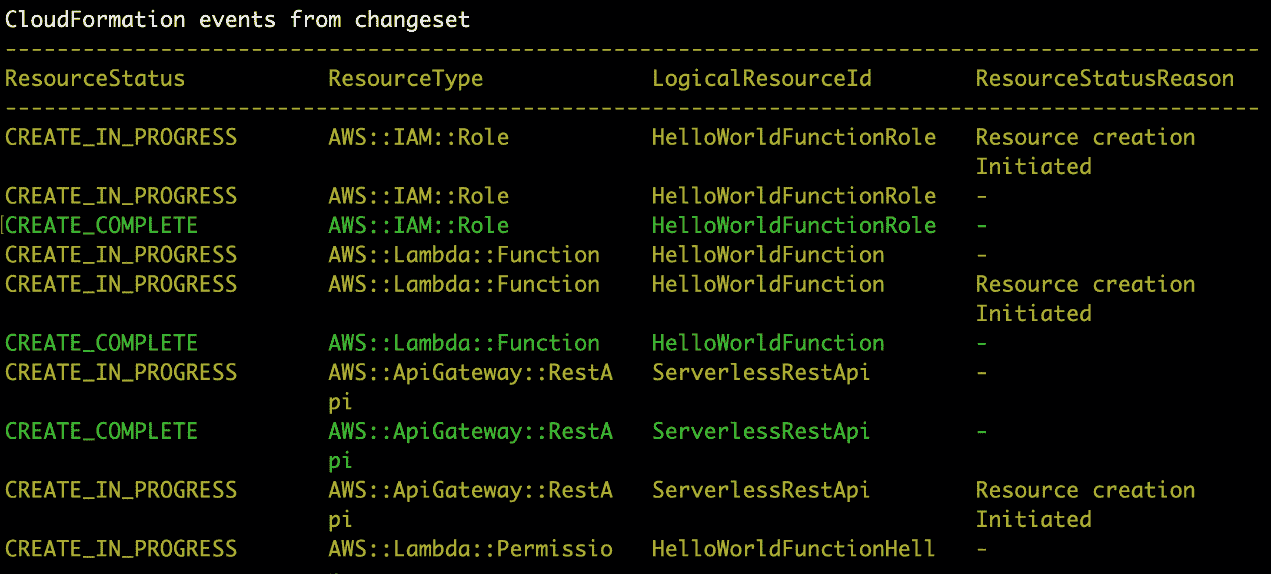 CloudFormation events from changeset
-------------------------------------------------------------------------------------------------
ResourceStatus ResourceType LogicalResourceId ResourceStatusReason
-------------------------------------------------------------------------------------------------
CREATE_IN_PROGRESS AWS::IAM::Role HelloWorldFunctionRole Resource creation
Initiated
CREATE_IN_PROGRESS AWS::IAM::Role HelloWorldFunctionRole -
CREATE_COMPLETE AWS::IAM::Role HelloWorldFunctionRole -
CREATE_IN_PROGRESS AWS::Lambda::Function HelloWorldFunction -
CREATE_IN_PROGRESS AWS::Lambda::Function HelloWorldFunction Resource creation
Initiated
CREATE_COMPLETE AWS::Lambda::Function HelloWorldFunction -
CREATE_IN_PROGRESS AWS::ApiGateway::RestA ServerlessRestApi -
pi
CREATE_COMPLETE AWS::ApiGateway::RestA ServerlessRestApi -
pi
CREATE_IN_PROGRESS AWS::ApiGateway::RestA ServerlessRestApi Resource creation
pi Initiated
CREATE_IN_PROGRESS AWS::Lambda::Permissio HelloWorldFunctionHell -